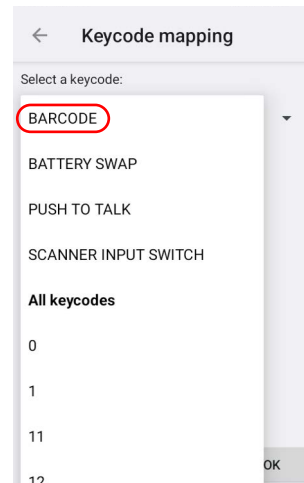 Keycode mapping
Select a keycode:
BARCODE
BATTERY SWAP
PUSH TO TALK
SCANNER INPUT SWITCH
All keycodes
0
1
11
12
OK